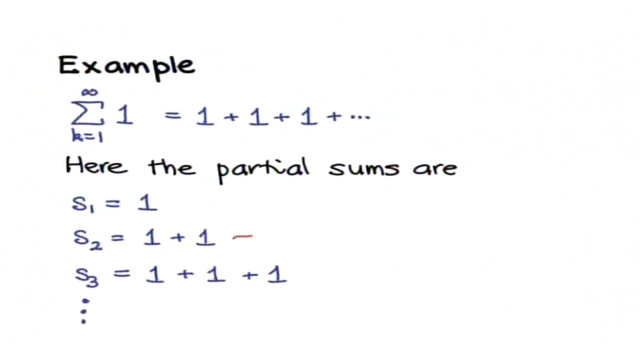 Example
∞
∑ 1 = 1 + 1 + 1 + ⋯
k=1
Here the partial sums are
S₁ = 1
S₂ = 1 + 1 –
S₃ = 1 + 1 + 1
⋮